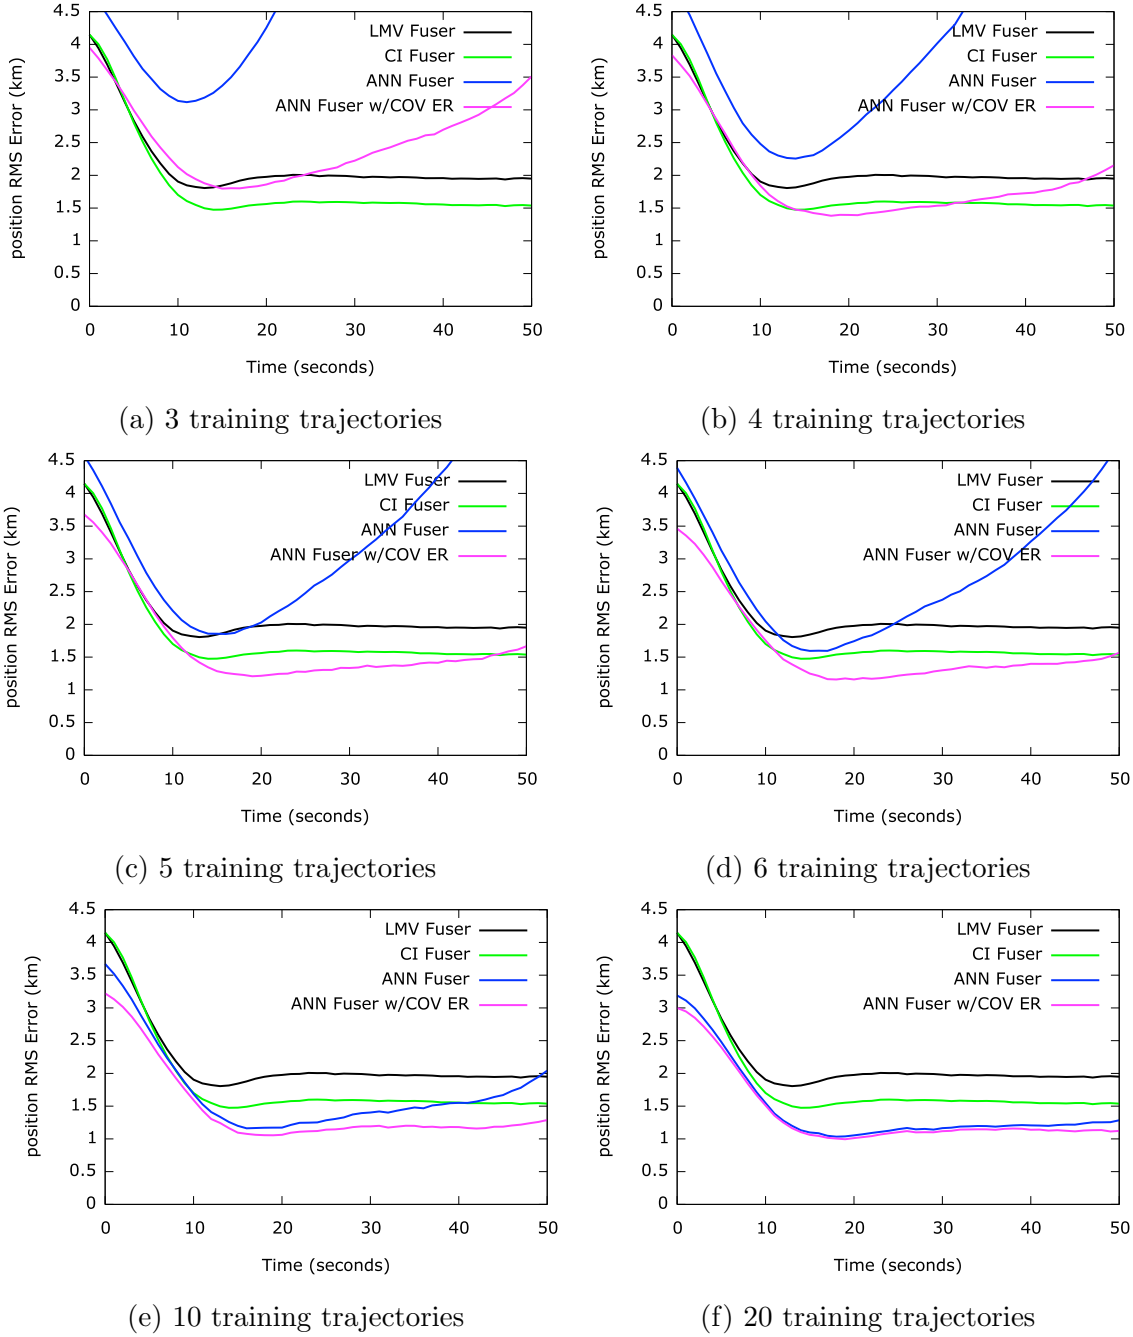 4.5
4
3.5
3
2.5
2
1.5
1
0.5
0
position RMS Error (km)
LMV Fuser
CI Fuser
ANN Fuser
ANN Fuser w/COV ER
0 10 20 30 40 50
Time (seconds)
(a) 3 training trajectories
4.5
4
3.5
3
2.5
2
1.5
1
0.5
0
position RMS Error (km)
LMV Fuser
CI Fuser
ANN Fuser
ANN Fuser w/COV ER
0 10 20 30 40 50
Time (seconds)
(b) 4 training trajectories
4.5
4
3.5
3
2.5
2
1.5
1
0.5
0
position RMS Error (km)
LMV Fuser
CI Fuser
ANN Fuser
ANN Fuser w/COV ER
0 10 20 30 40 50
Time (seconds)
(c) 5 training trajectories
4.5
4
3.5
3
2.5
2
1.5
1
0.5
0
position RMS Error (km)
LMV Fuser
CI Fuser
ANN Fuser
ANN Fuser w/COV ER
0 10 20 30 40 50
Time (seconds)
(d) 6 training trajectories
4.5
4
3.5
3
2.5
2
1.5
1
0.5
0
position RMS Error (km)
LMV Fuser
CI Fuser
ANN Fuser
ANN Fuser w/COV ER
0 10 20 30 40 50
Time (seconds)
(e) 10 training trajectories
4.5
4
3.5
3
2.5
2
1.5
1
0.5
0
position RMS Error (km)
LMV Fuser
CI Fuser
ANN Fuser
ANN Fuser w/COV ER
0 10 20 30 40 50
Time (seconds)
(f) 20 training trajectories